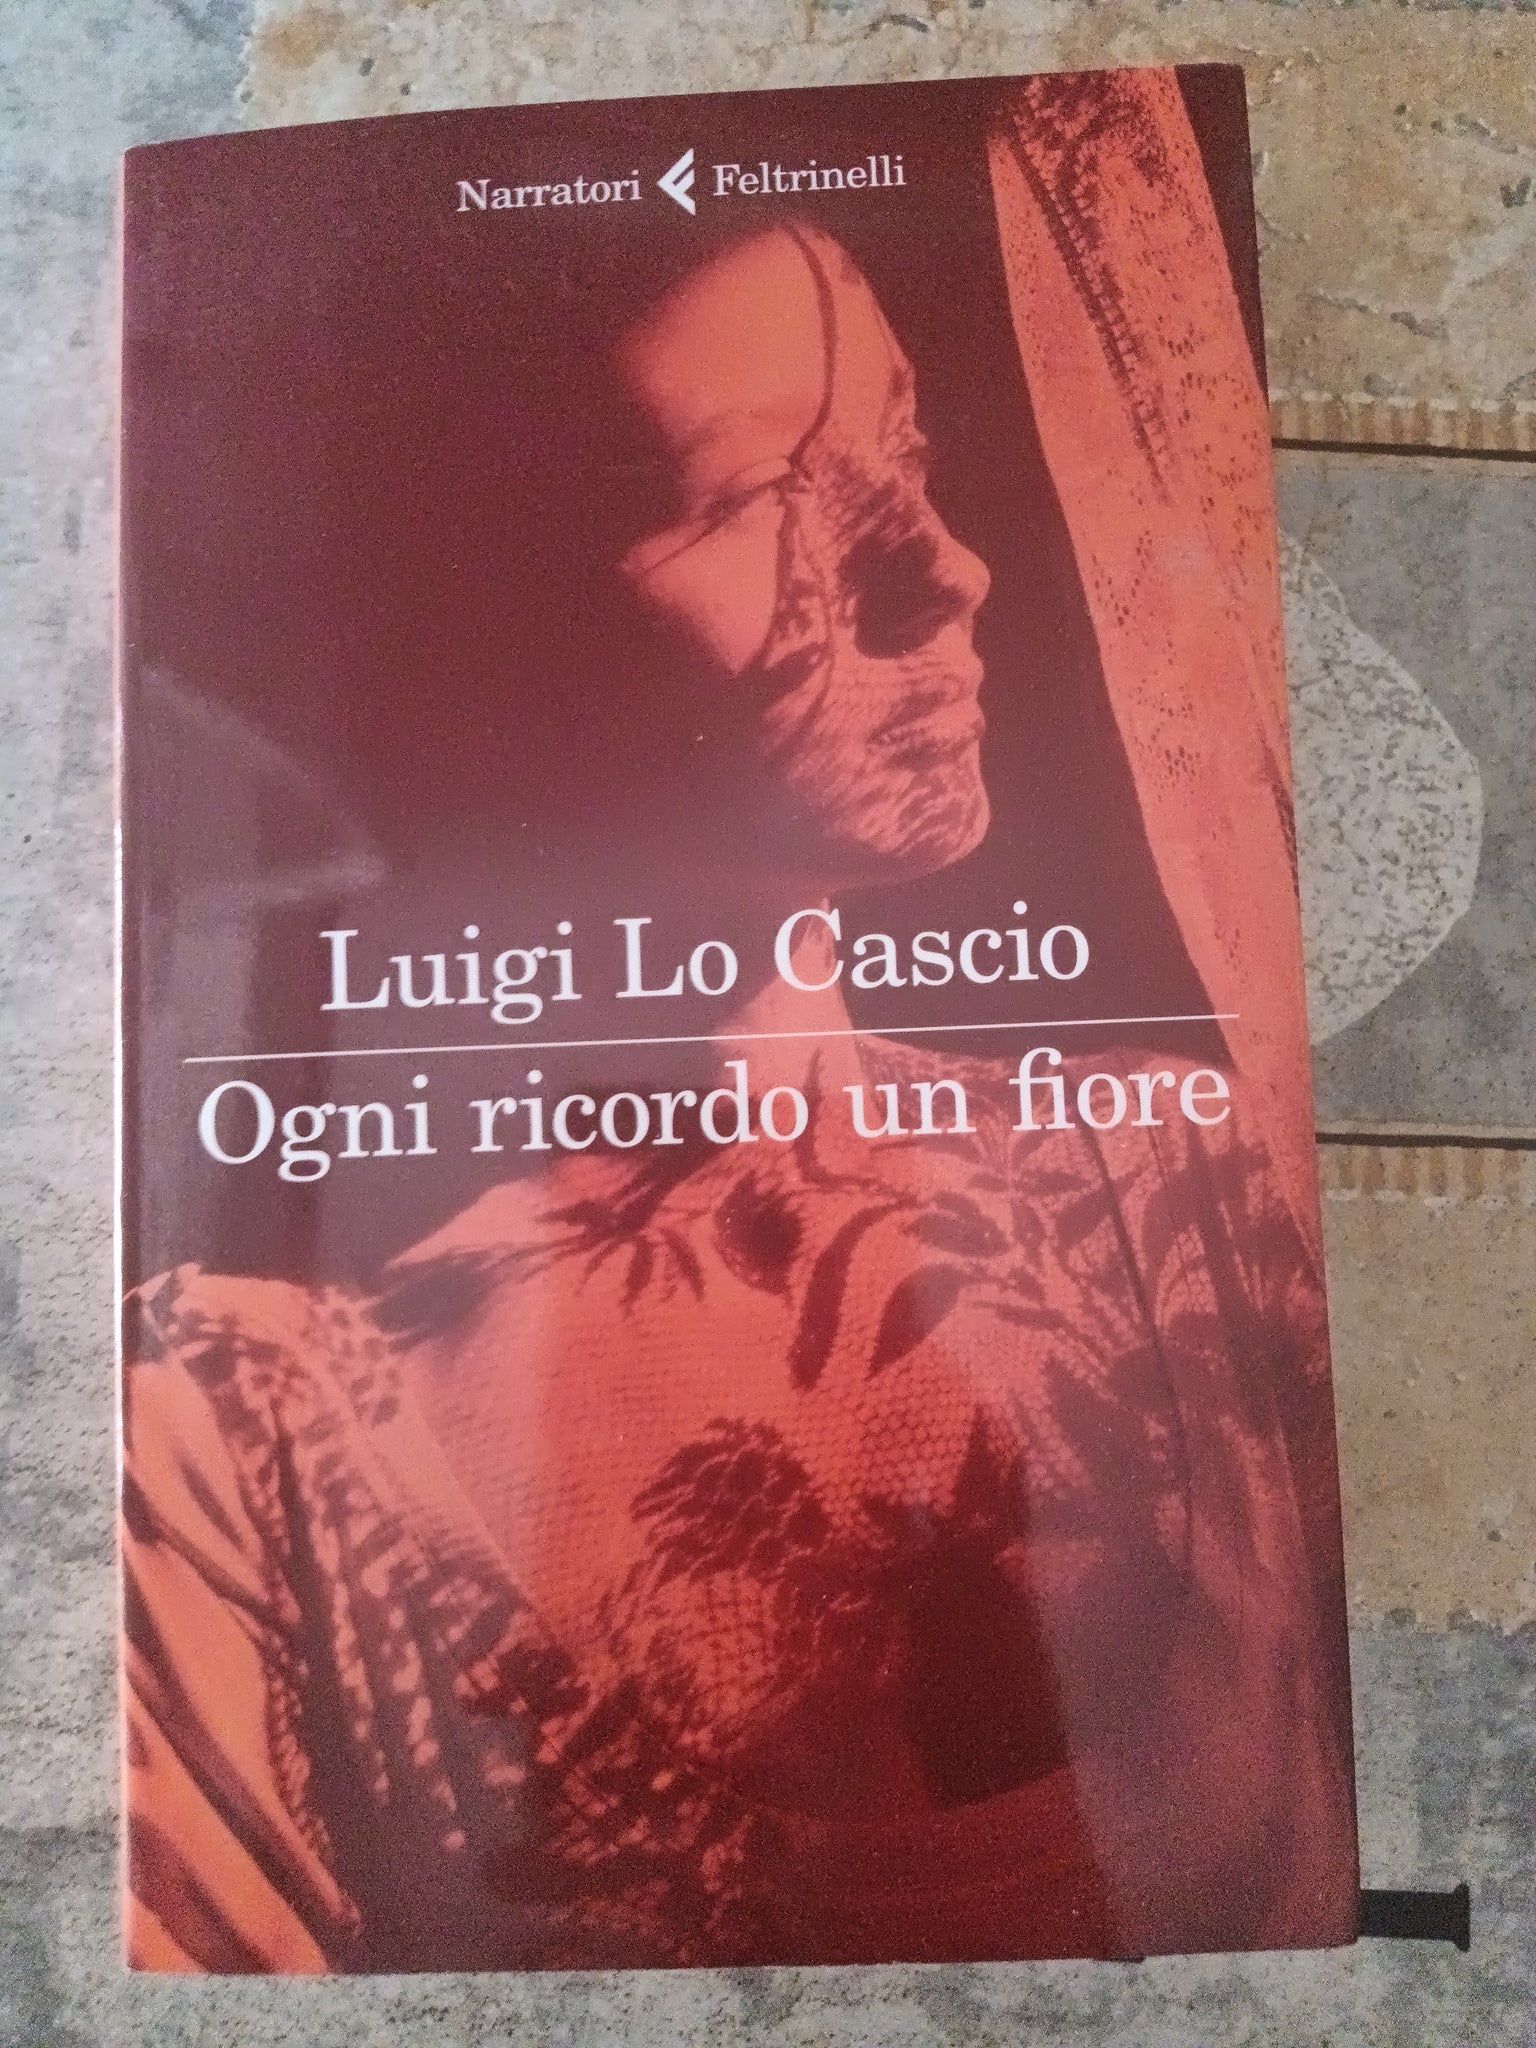 Narratori Feltrinelli
Luigi Lo Cascio
Ogni ricordo un fiore